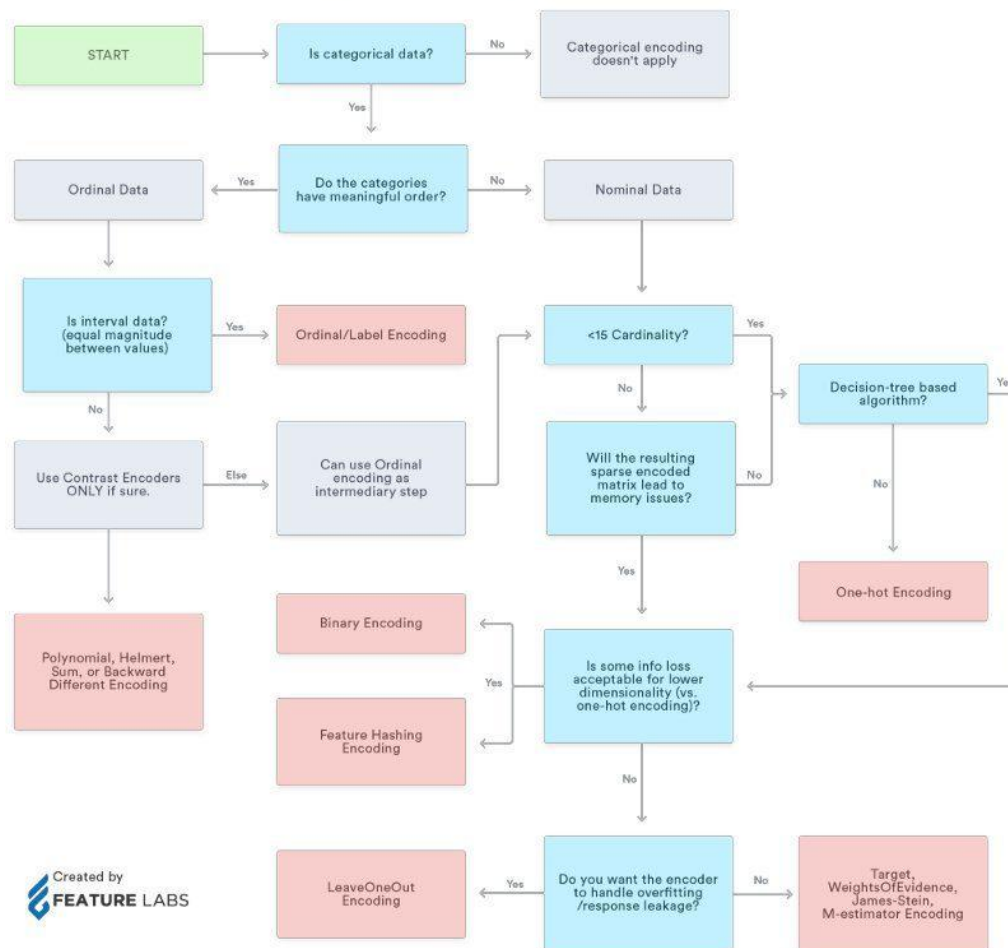 START
Is categorical data?
No
Categorical encoding
doesn't apply
Yes
Ordinal Data
Yes
Do the categories
have meaningful order?
No
Nominal Data
Is interval data?
(equal magnitude
between values)
Yes
Ordinal/Label Encoding
<15 Cardinality?
Yes
No
Decision-tree based
algorithm?
No
Use Contrast Encoders
ONLY if sure.
Else
Can use Ordinal
encoding as
intermediary step
Will the resulting
sparse encoded
matrix lead to
memory issues?
No
No
Yes
One-hot Encoding
Polynomial, Helmert,
Sum, or Backward
Different Encoding
Binary Encoding
Yes
Feature Hashing
Encoding
Is some info loss
acceptable for lower
dimensionality (vs.
one-hot encoding)?
No
Created by
FEATURE LABS
LeaveOneOut
Encoding
Yes
Do you want the encoder
to handle overfitting
/response leakage?
No
Target,
WeightsOfEvidence,
James-Stein,
M-estimator Encoding